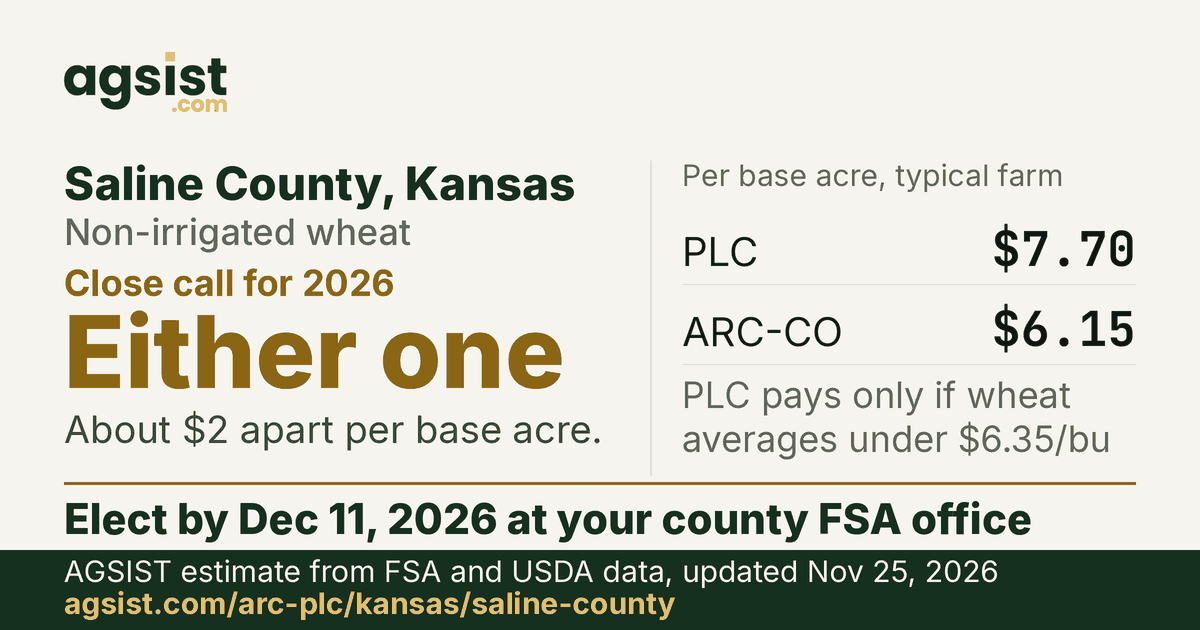 agsist
.com
Saline County, Kansas
Non-irrigated wheat
Close call for 2026
Either one
About $2 apart per base acre.
Per base acre, typical farm
PLC $7.70
ARC-CO $6.15
PLC pays only if wheat
averages under $6.35/bu
Elect by Dec 11, 2026 at your county FSA office
AGSIST estimate from FSA and USDA data, updated Nov 25, 2026
agsist.com/arc-plc/kansas/saline-county